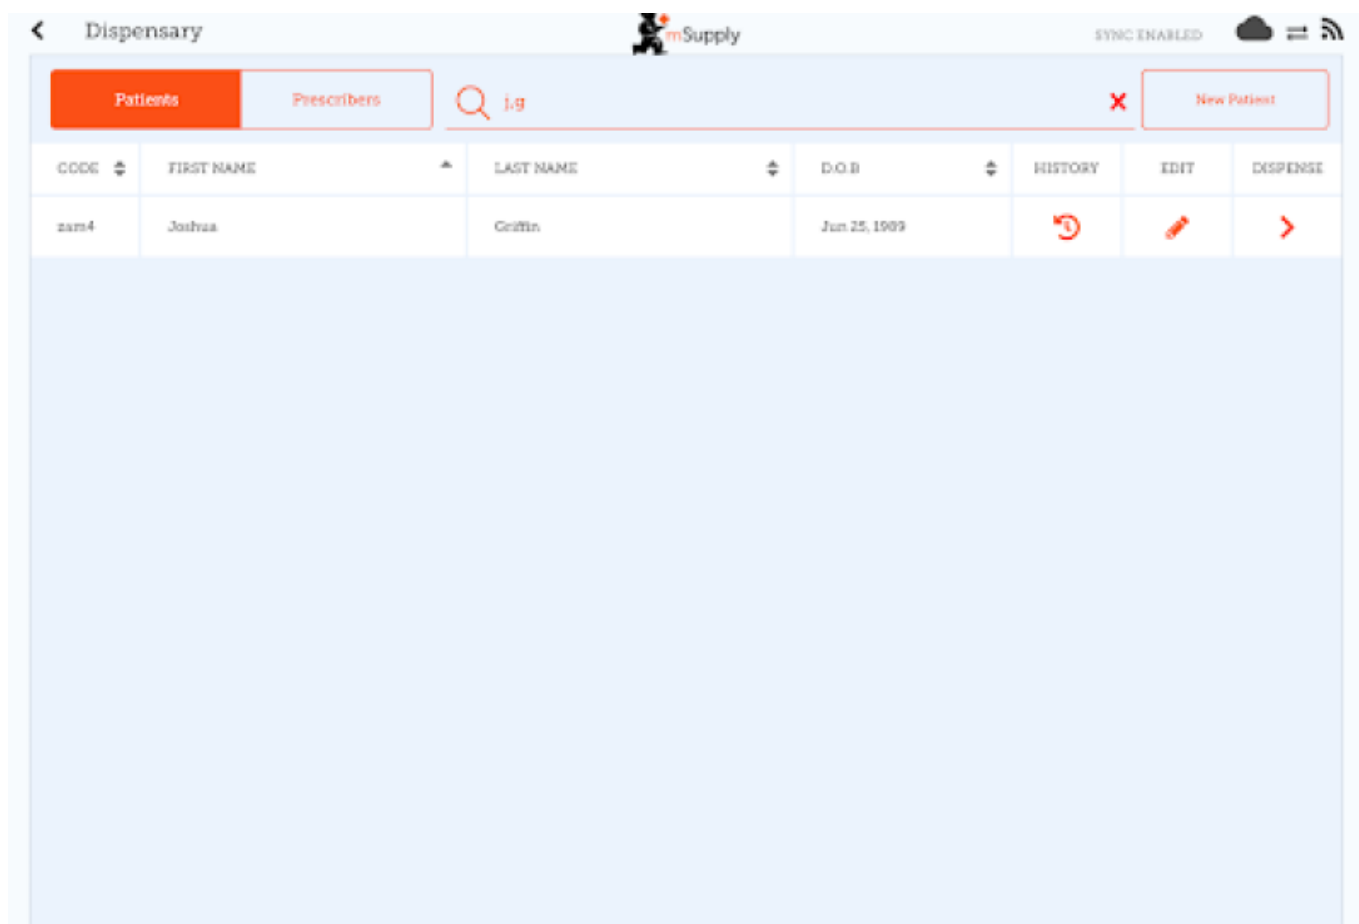 Dispensary
mSupply
SYNC ENABLED
Patients
Prescribers
j.g
New Patient
CODE FIRST NAME LAST NAME D.O.B HISTORY EDIT DISPENSE
zam4 Joshua Griffin Jun 25, 1989